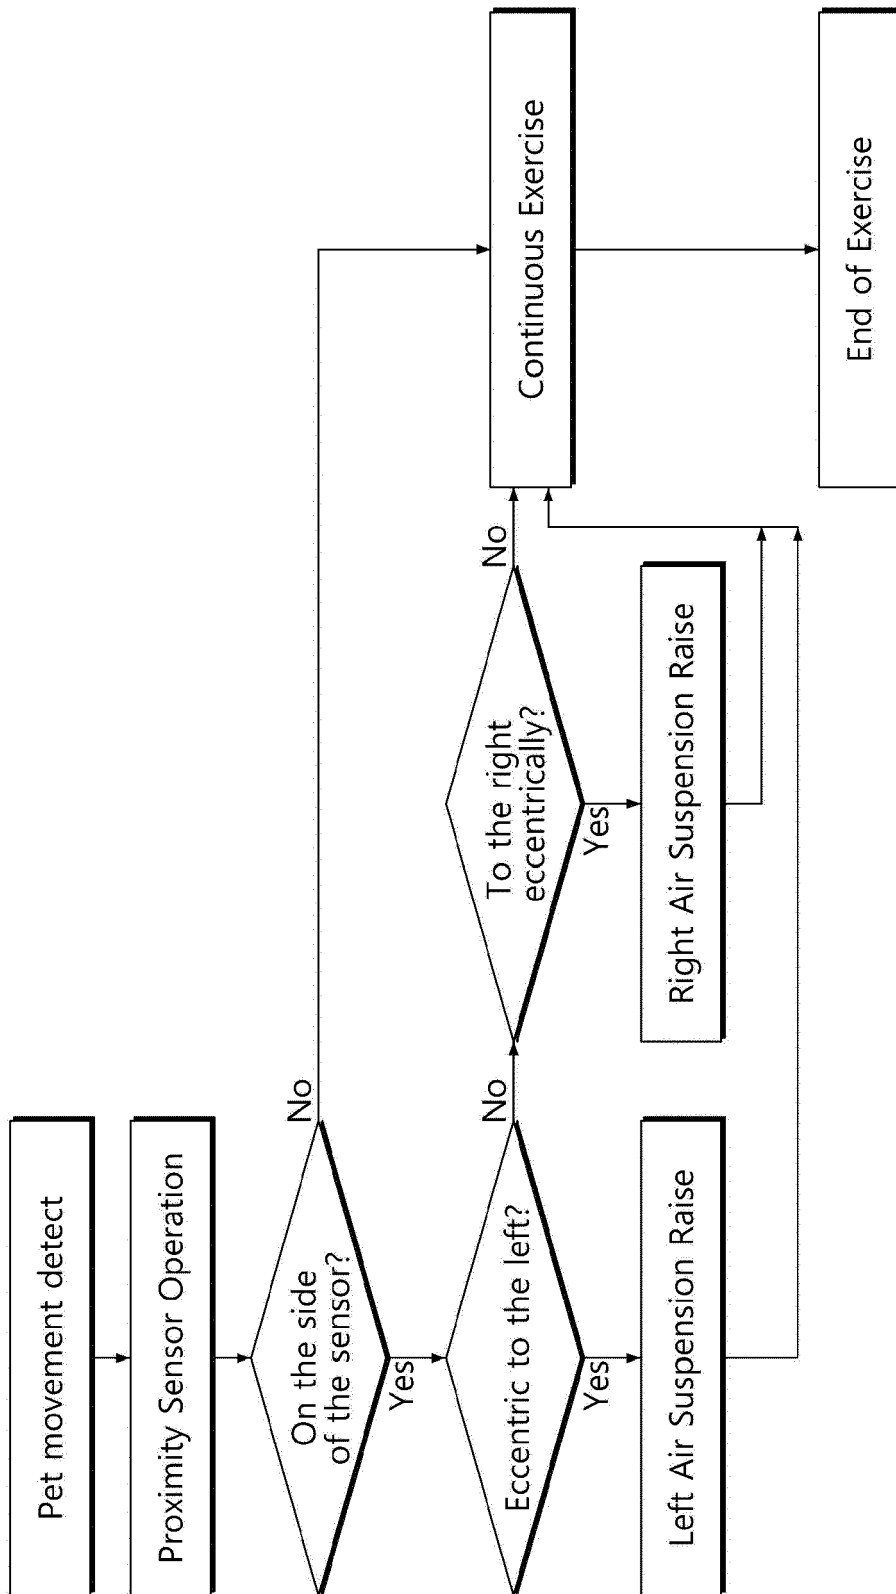 Pet movement detect
Proximity Sensor Operation
On the side
of the sensor?
No
Yes
Eccentric to the left?
No
Yes
Left Air Suspension Raise
To the right
eccentrically?
No
Yes
Right Air Suspension Raise
Continuous Exercise
End of Exercise